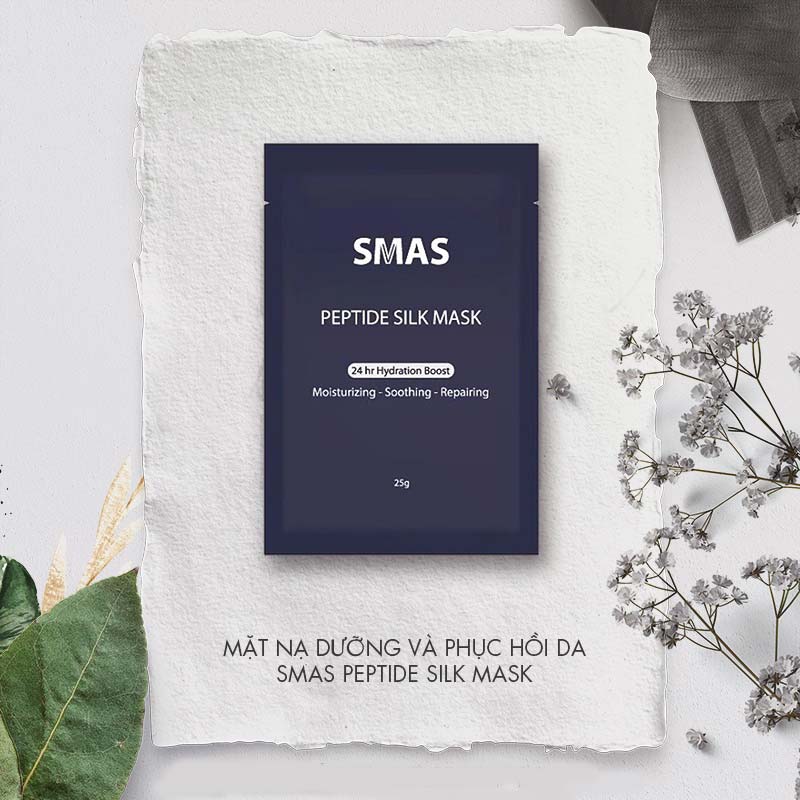 SMAS
PEPTIDE SILK MASK
24 hr Hydration Boost
Moisturizing - Soothing - Repairing
25g
MẶT NẠ DƯỠNG VÀ PHỤC HỒI DA
SMAS PEPTIDE SILK MASK